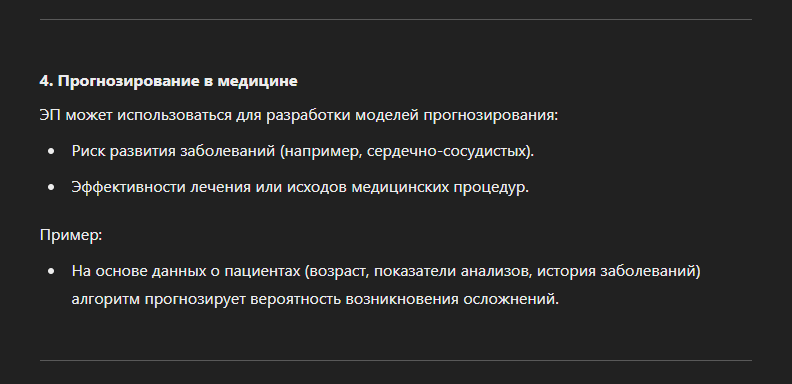 4. Прогнозирование в медицине
ЭП может использоваться для разработки моделей прогнозирования:
• Риск развития заболеваний (например, сердечно-сосудистых).
• Эффективности лечения или исходов медицинских процедур.
Пример:
• На основе данных о пациентах (возраст, показатели анализов, история заболеваний)
алгоритм прогнозирует вероятность возникновения осложнений.